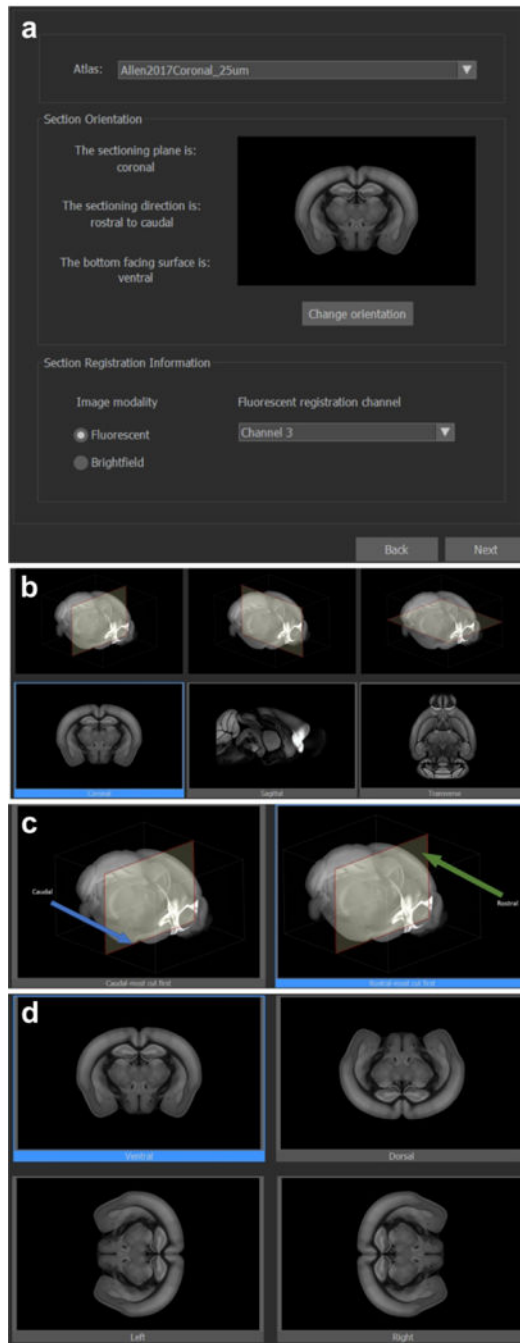 a
Atlas: Allen2017Coronal_25um
Section Orientation
The sectioning plane is:
coronal
The sectioning direction is:
rostral to caudal
The bottom facing surface is:
ventral
Change orientation
Section Registration Information
Image modality
Fluorescent registration channel
Fluorescent
Channel 3
Brightfield
Back Next
b
Coronal Sagittal Transverse
c
Caudal
Rostral
Caudal-most cut first Rostral-most cut first
d
Ventral Dorsal
Left Right